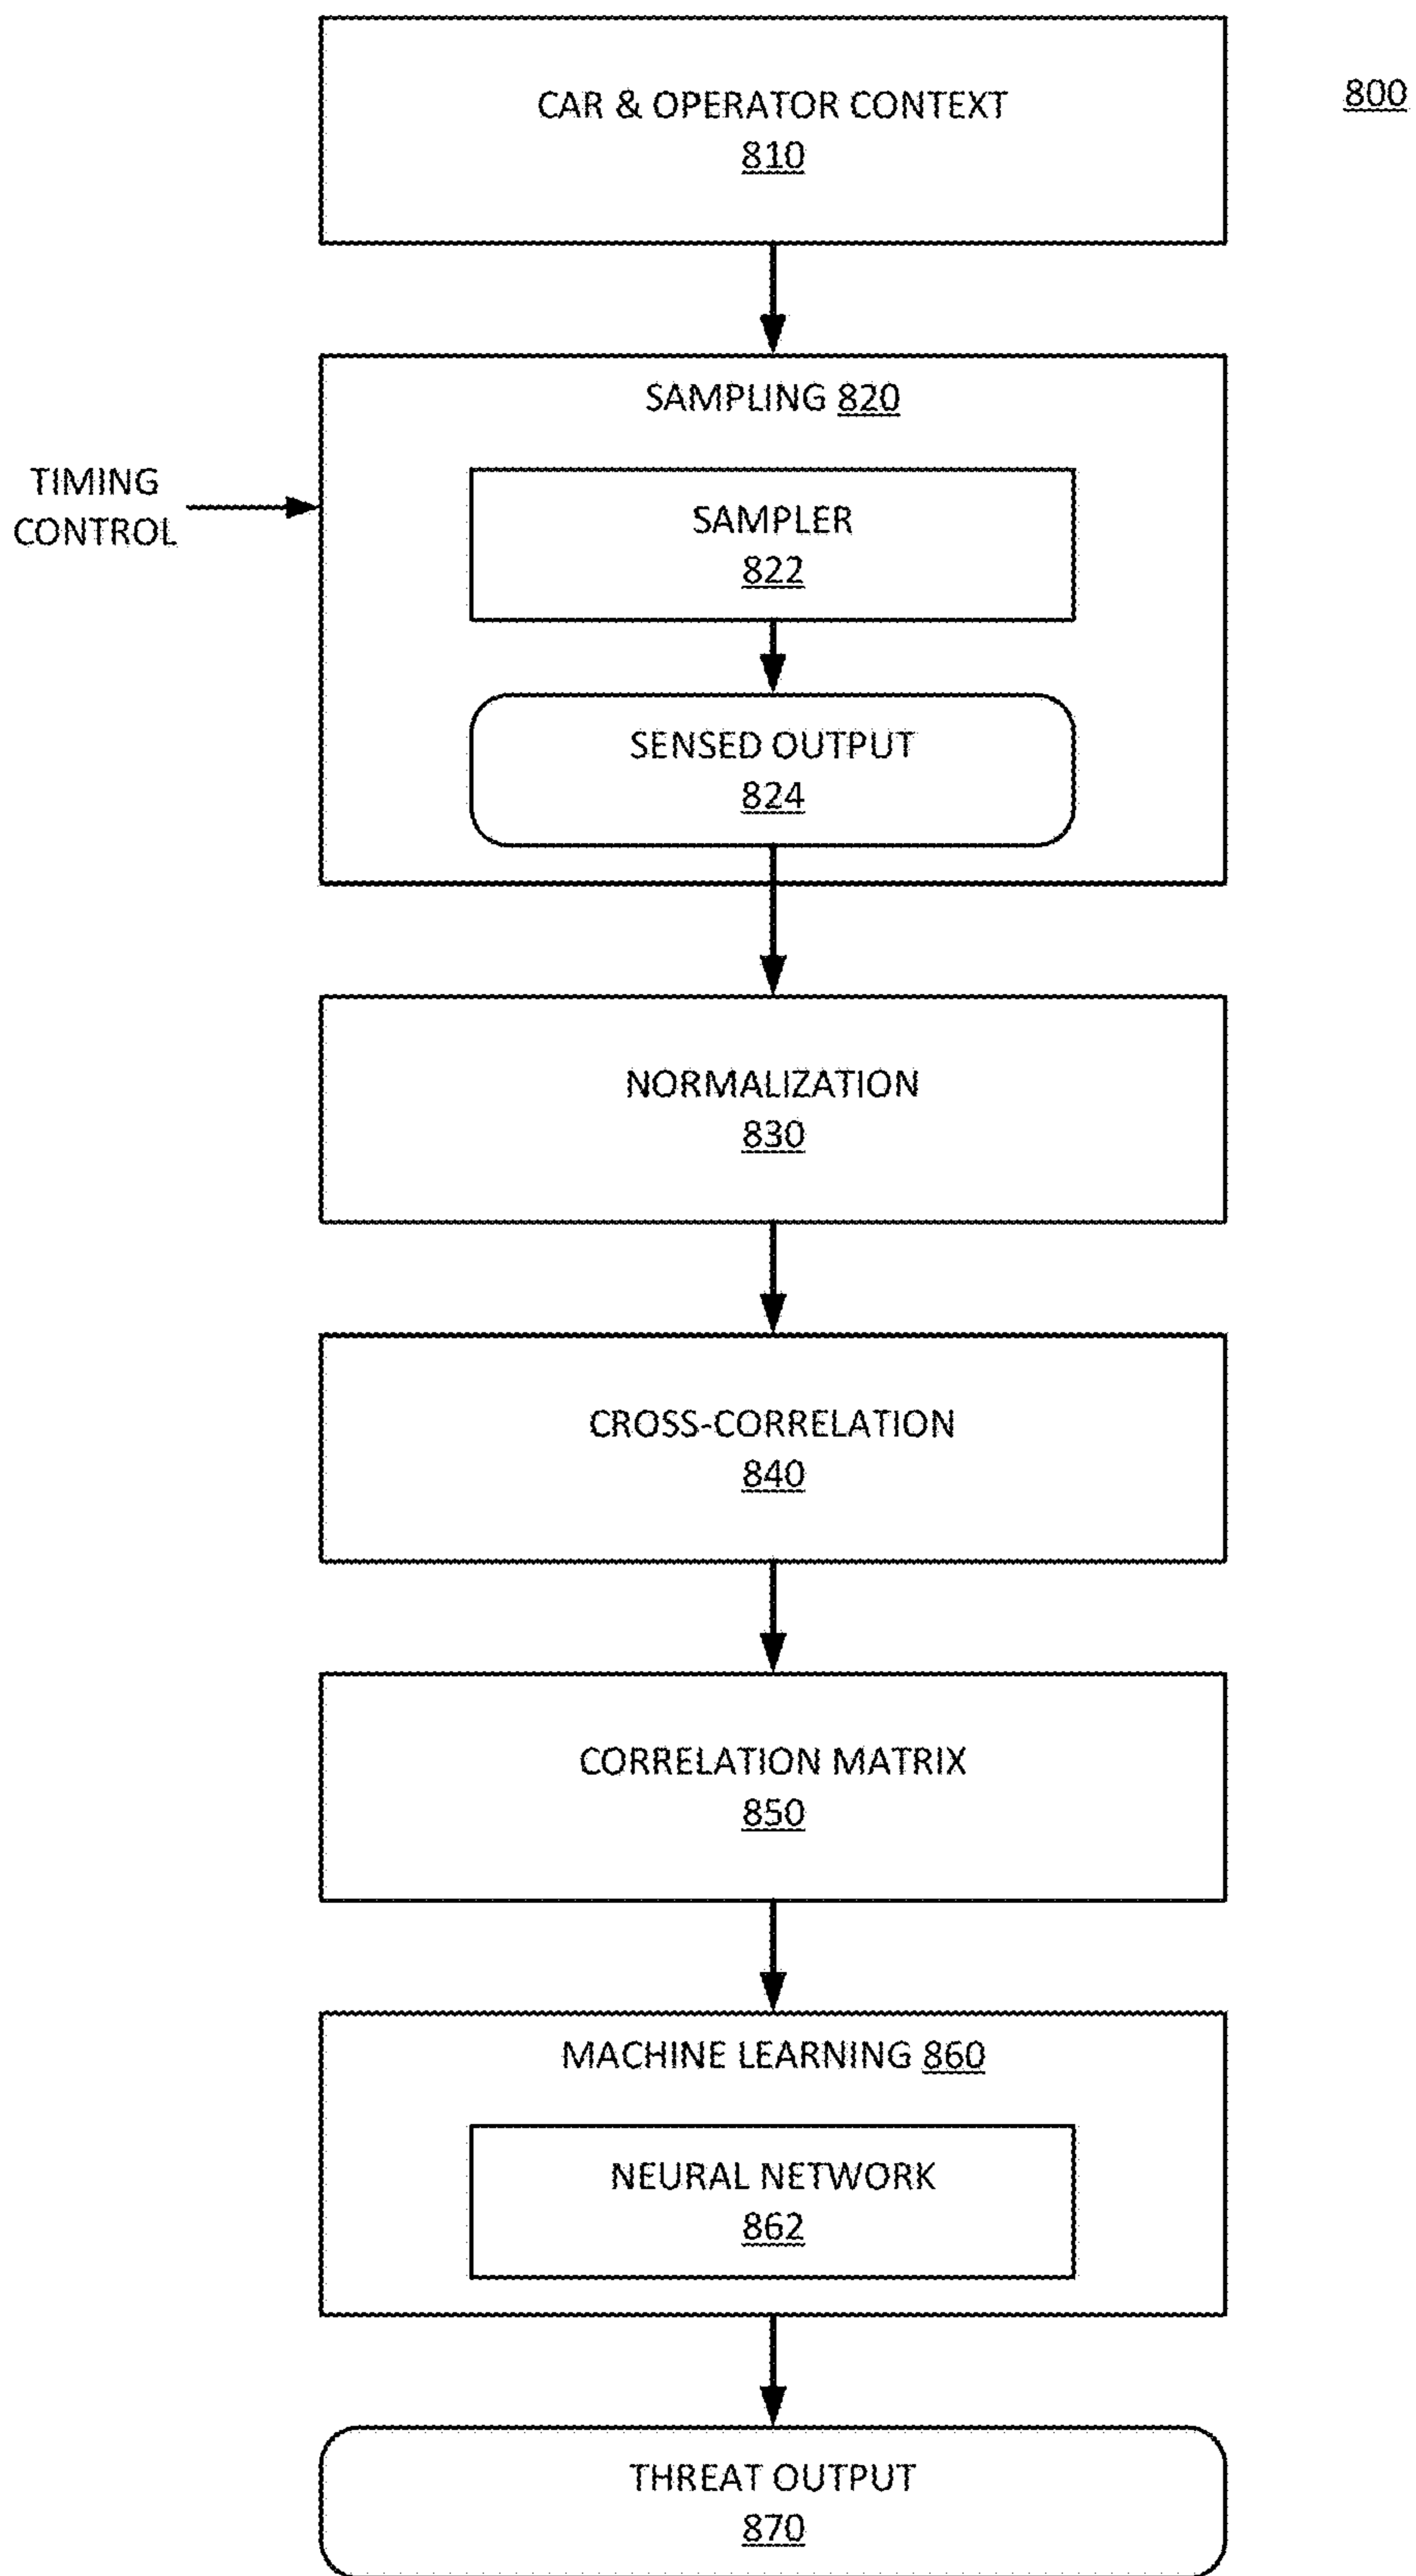 CAR & OPERATOR CONTEXT
810
800
SAMPLING 820
TIMING
CONTROL
SAMPLER
822
SENSED OUTPUT
824
NORMALIZATION
830
CROSS-CORRELATION
840
CORRELATION MATRIX
850
MACHINE LEARNING 860
NEURAL NETWORK
862
THREAT OUTPUT
870